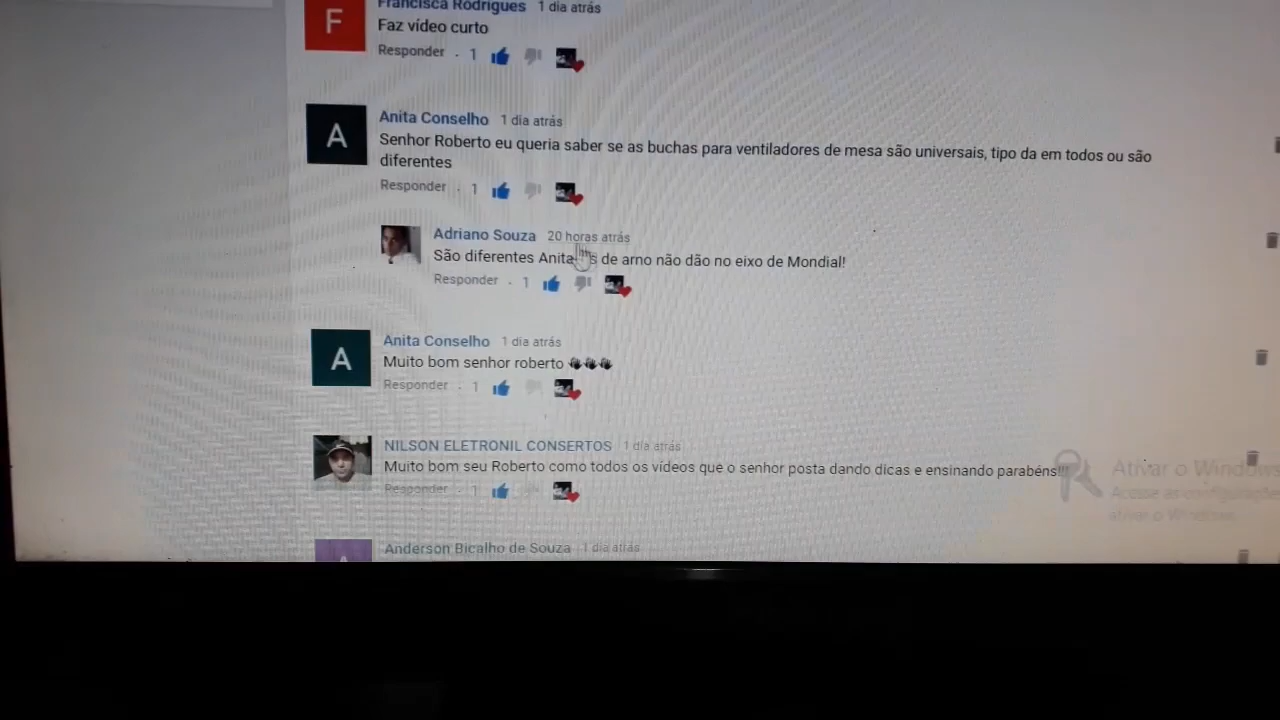 F
Francisca Rodrigues 1 dia atrás
Faz vídeo curto
Responder · 1
A
Anita Conselho 1 dia atrás
Senhor Roberto eu queria saber se as buchas para ventiladores de mesa são universais, tipo da em todos ou são
diferentes
Responder · 1
Adriano Souza 20 horas atrás
São diferentes Anita de arno não dão no eixo de Mondial!
Responder · 1
A
Anita Conselho 1 dia atrás
Muito bom senhor roberto
Responder · 1
NILSON ELETRONIL CONSERTOS 1 dia atrás
Muito bom seu Roberto como todos os vídeos que o senhor posta dando dicas e ensinando parabéns!!!
Responder · 1
Ativar o Windows
Acesse as configurações
ativar o Windows.
A
Anderson Bicalho de Souza 1 dia atrás